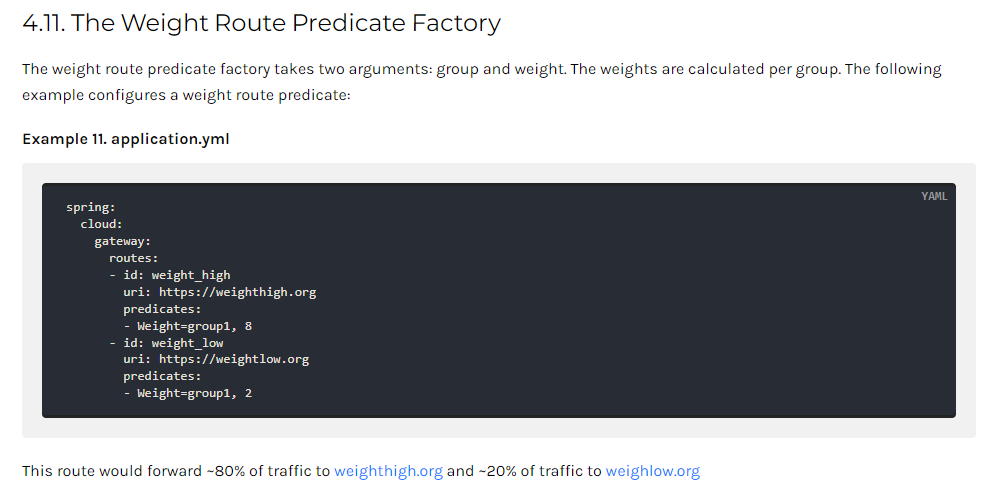 4.11. The Weight Route Predicate Factory
The weight route predicate factory takes two arguments: group and weight. The weights are calculated per group. The following
example configures a weight route predicate:
Example 11. application.yml
YAML
spring:
  cloud:
    gateway:
      routes:
      - id: weight_high
        uri: https://weighthigh.org
        predicates:
        - Weight=group1, 8
      - id: weight_low
        uri: https://weightlow.org
        predicates:
        - Weight=group1, 2
This route would forward ~80% of traffic to weighthigh.org and ~20% of traffic to weighlow.org